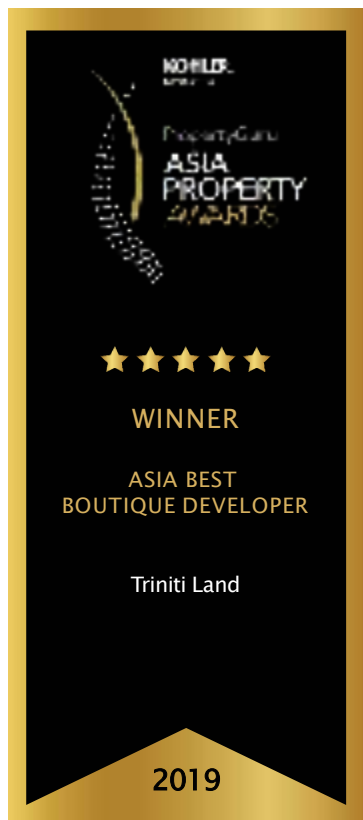 KOHLER
PropertyGuru
ASIA
PROPERTY
AWARDS
WINNER
ASIA BEST
BOUTIQUE DEVELOPER
Triniti Land
2019